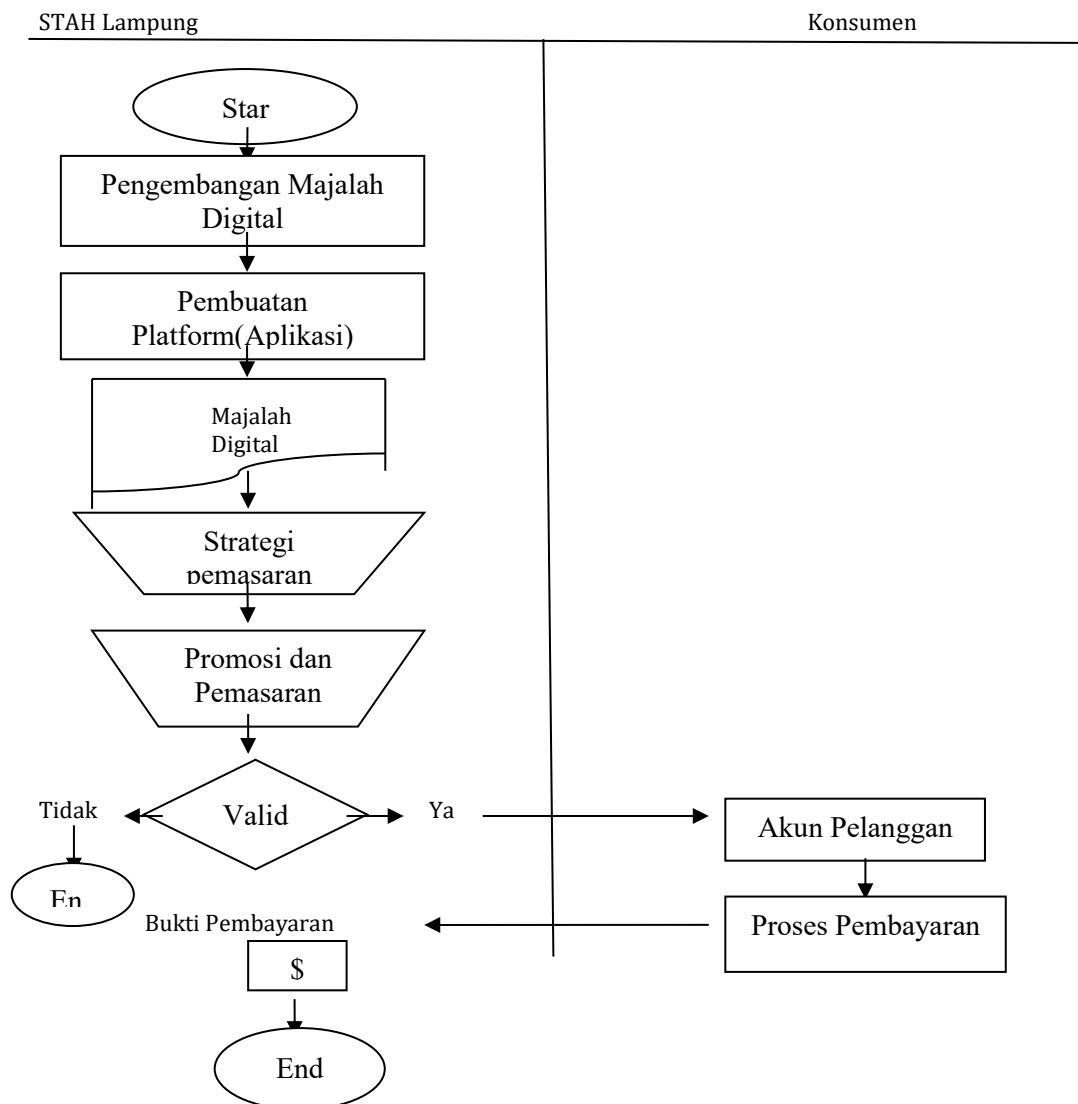 STAH Lampung
Konsumen
Star
Pengembangan Majalah
Digital
Pembuatan
Platform(Aplikasi)
Majalah
Digital
Strategi
pemasaran
Promosi dan
Pemasaran
Valid
Tidak
Ya
Akun Pelanggan
En
Bukti Pembayaran
Proses Pembayaran
$
End